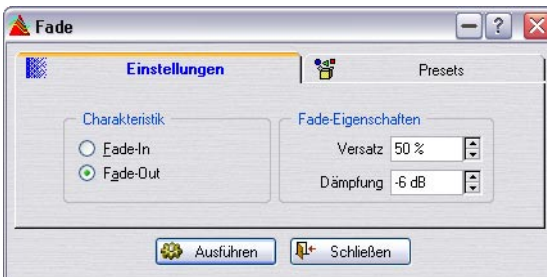 Fade
Einstellungen
Presets
Charakteristik
Fade-In
Fade-Out
Fade-Eigenschaften
Versatz 50 %
Dämpfung -6 dB
Ausführen
Schließen